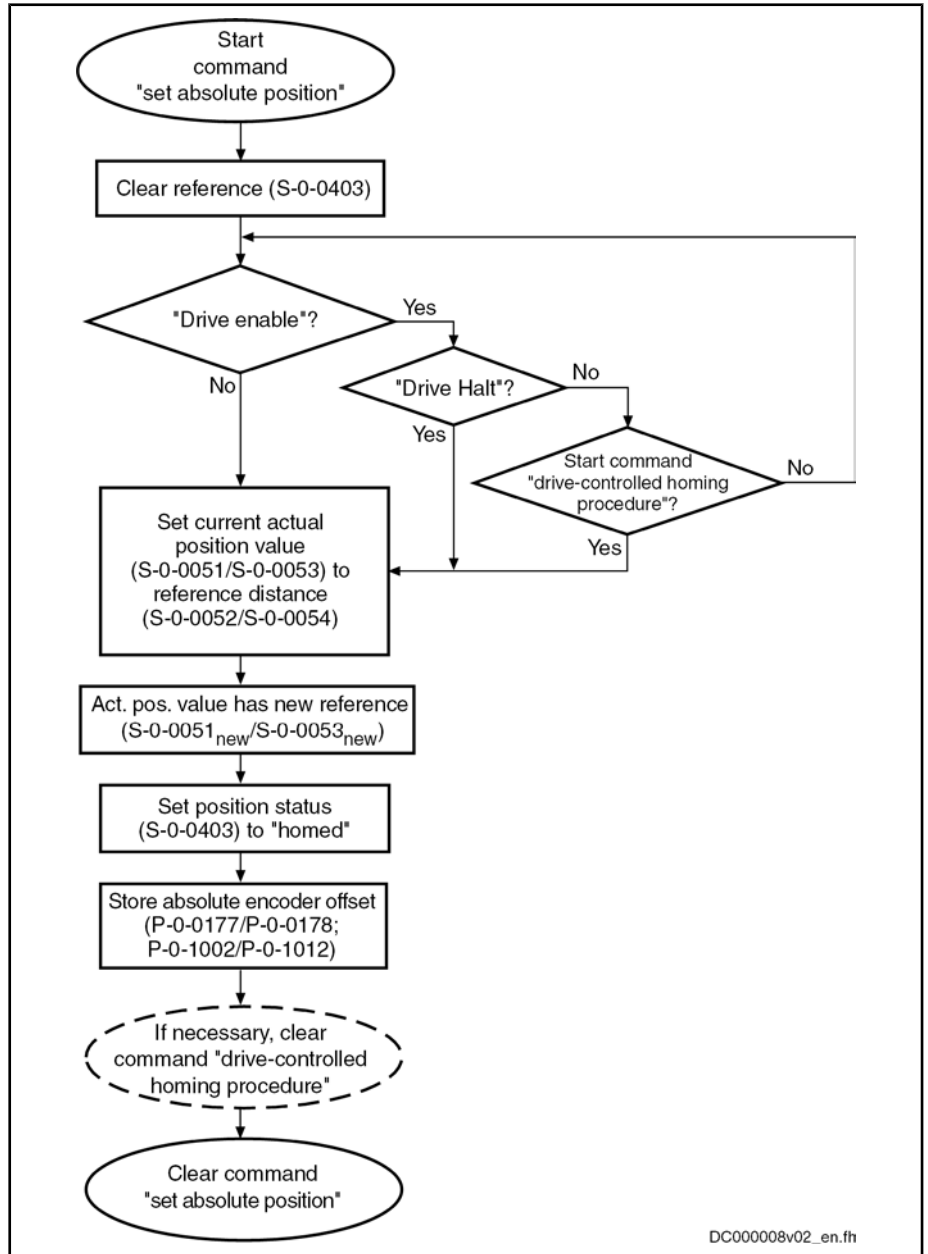 Start
command
"set absolute position"
Clear reference (S-0-0403)
"Drive enable"?
Yes
No
"Drive Halt"?
No
Yes
Start command
"drive-controlled homing
procedure"?
No
Yes
Set current actual
position value
(S-0-0051/S-0-0053) to
reference distance
(S-0-0052/S-0-0054)
Act. pos. value has new reference
(S-0-0051new/S-0-0053new)
Set position status
(S-0-0403) to "homed"
Store absolute encoder offset
(P-0-0177/P-0-0178;
P-0-1002/P-0-1012)
If necessary, clear
command "drive-controlled
homing procedure"
Clear command
"set absolute position"
DC000008v02_en.fh